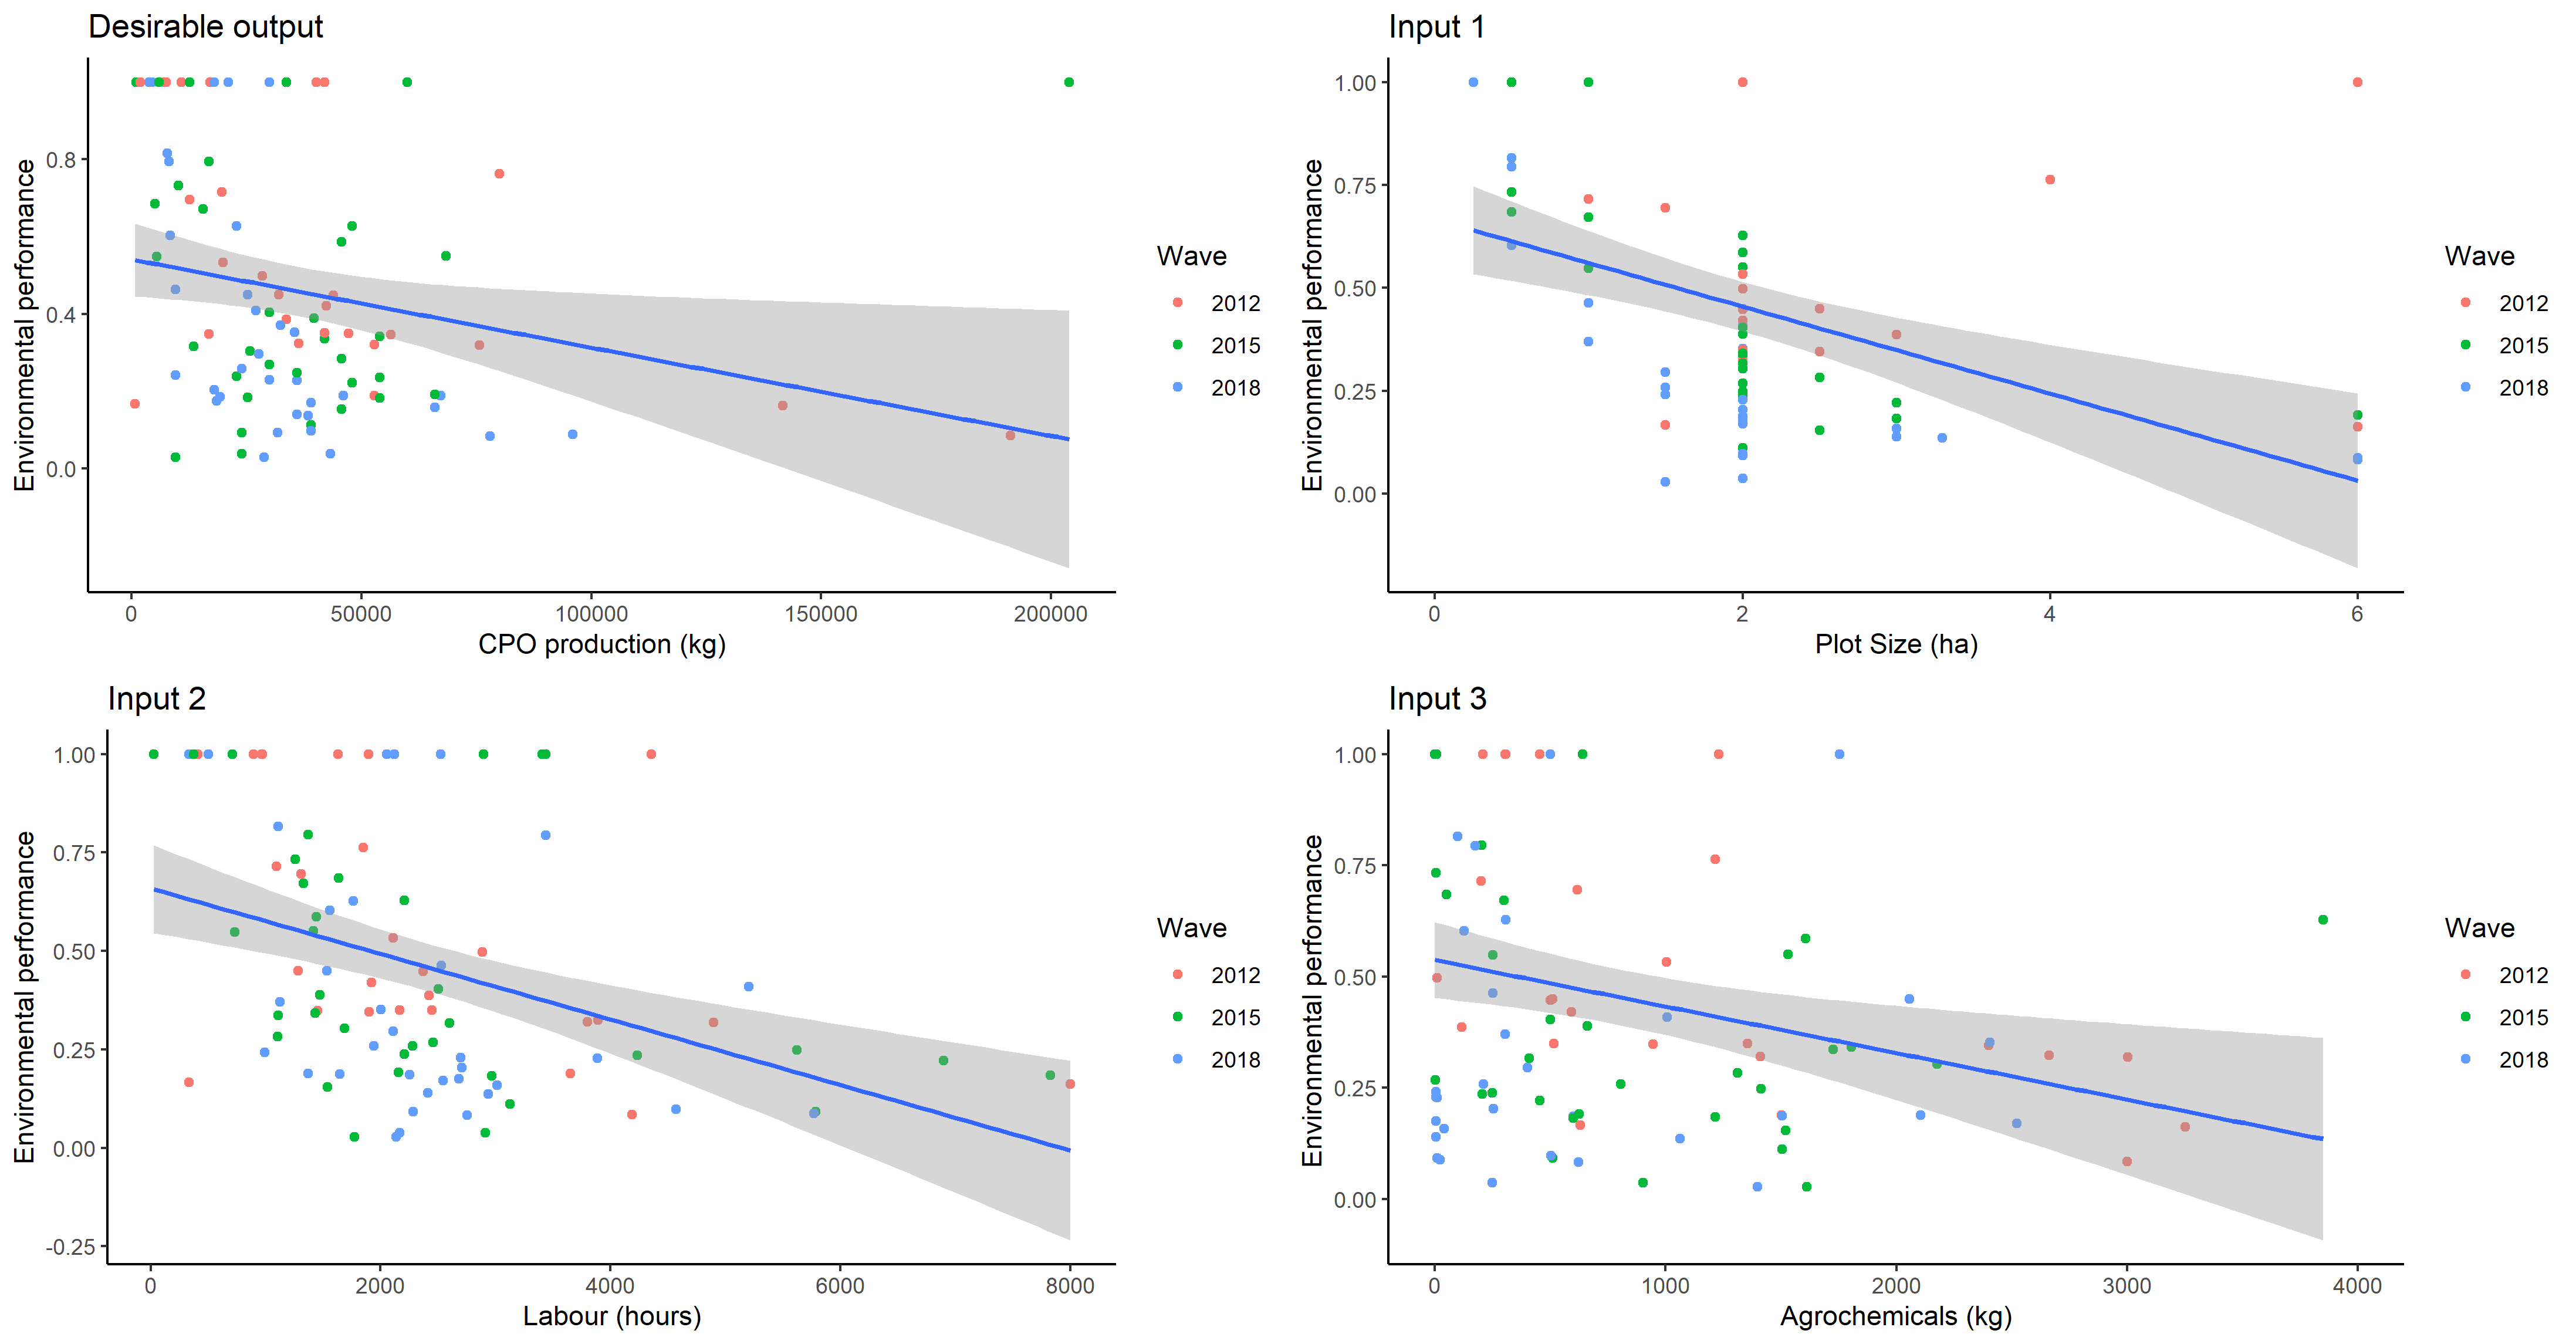 Desirable output
Environmental performance
0.8
0.4
0.0
0 50000 100000 150000 200000
CPO production (kg)
Wave
2012
2015
2018
Input 1
Environmental performance
1.00
0.75
0.50
0.25
0.00
0 2 4 6
Plot Size (ha)
Wave
2012
2015
2018
Input 2
Environmental performance
1.00
0.75
0.50
0.25
0.00
-0.25
0 2000 4000 6000 8000
Labour (hours)
Wave
2012
2015
2018
Input 3
Environmental performance
1.00
0.75
0.50
0.25
0.00
0 1000 2000 3000 4000
Agrochemicals (kg)
Wave
2012
2015
2018